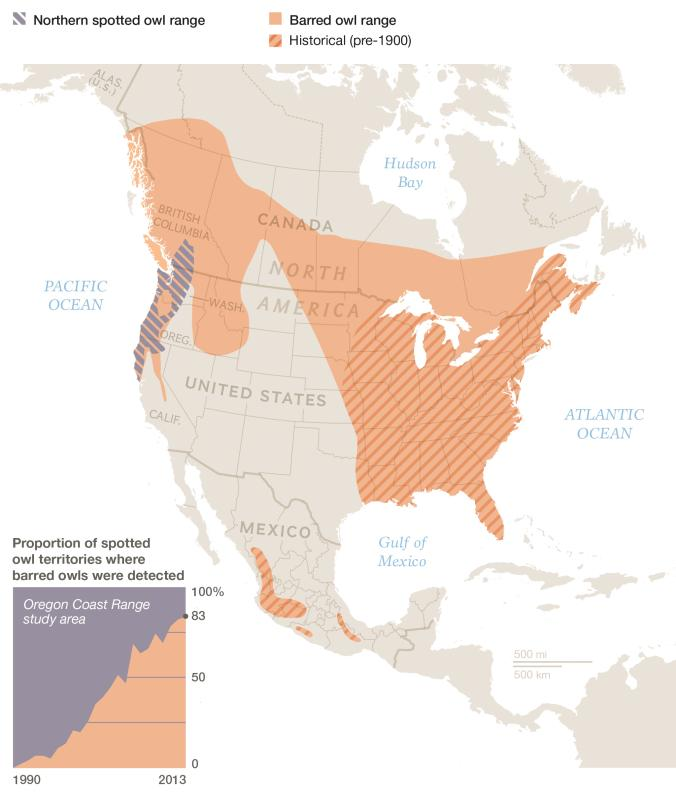 Northern spotted owl range
Barred owl range
Historical (pre-1900)
ALAS.
(U.S.)
Hudson
Bay
BRITISH
COLUMBIA
CANADA
NORTH
AMERICA
PACIFIC
OCEAN
WASH.
OREG.
UNITED STATES
CALIF.
ATLANTIC
OCEAN
MEXICO
Gulf of
Mexico
Proportion of spotted
owl territories where
barred owls were detected
Oregon Coast Range
study area
100%
83
50
0
1990
2013
500 mi
500 km